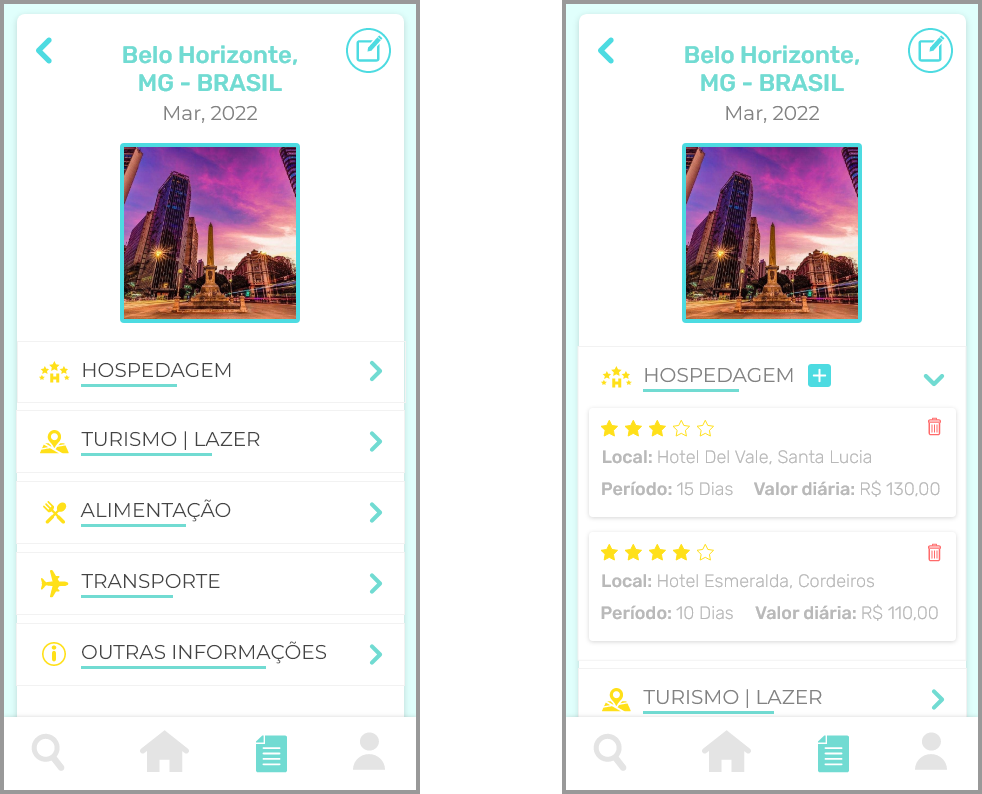 Belo Horizonte,
MG - BRASIL
Mar, 2022
HOSPEDAGEM
TURISMO | LAZER
ALIMENTAÇÃO
TRANSPORTE
OUTRAS INFORMAÇÕES
Belo Horizonte,
MG - BRASIL
Mar, 2022
HOSPEDAGEM
Local: Hotel Del Vale, Santa Lucia
Período: 15 Dias Valor diária: R$ 130,00
Local: Hotel Esmeralda, Cordeiros
Período: 10 Dias Valor diária: R$ 110,00
TURISMO | LAZER